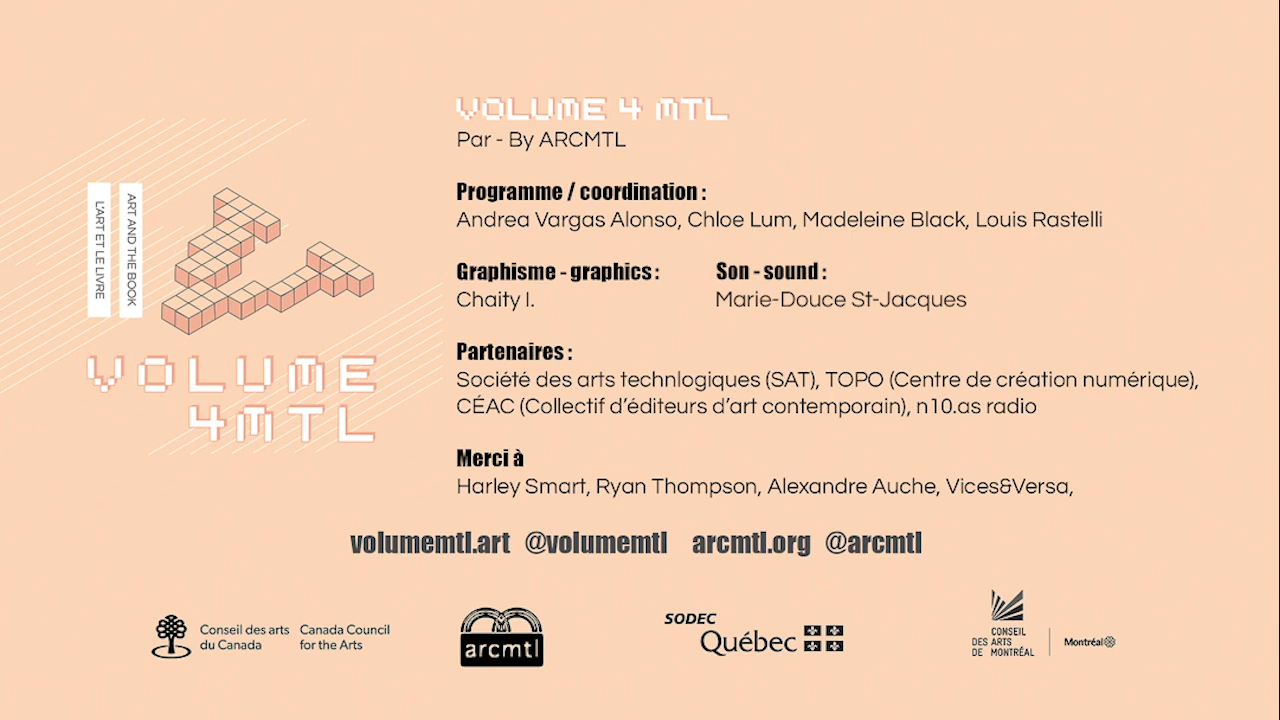 ART AND THE BOOK
L'ART ET LE LIVRE
VOLUME
4MTL
VOLUME 4 MTL
Par - By ARCMTL
Programme / coordination :
Andrea Vargas Alonso, Chloe Lum, Madeleine Black, Louis Rastelli
Graphisme - graphics :
Chaity I.
Son - sound :
Marie-Douce St-Jacques
Partenaires :
Société des arts technlogiques (SAT), TOPO (Centre de création numérique),
CÉAC (Collectif d'éditeurs d'art contemporain), n10.as radio
Merci à
Harley Smart, Ryan Thompson, Alexandre Auche, Vices&Versa,
volumemtl.art @volumemtl arcmtl.org @arcmtl
Conseil des arts
du Canada
Canada Council
for the Arts
arcmtl
SODEC
Québec
CONSEIL
DES ARTS
DE MONTRÉAL
Montréal